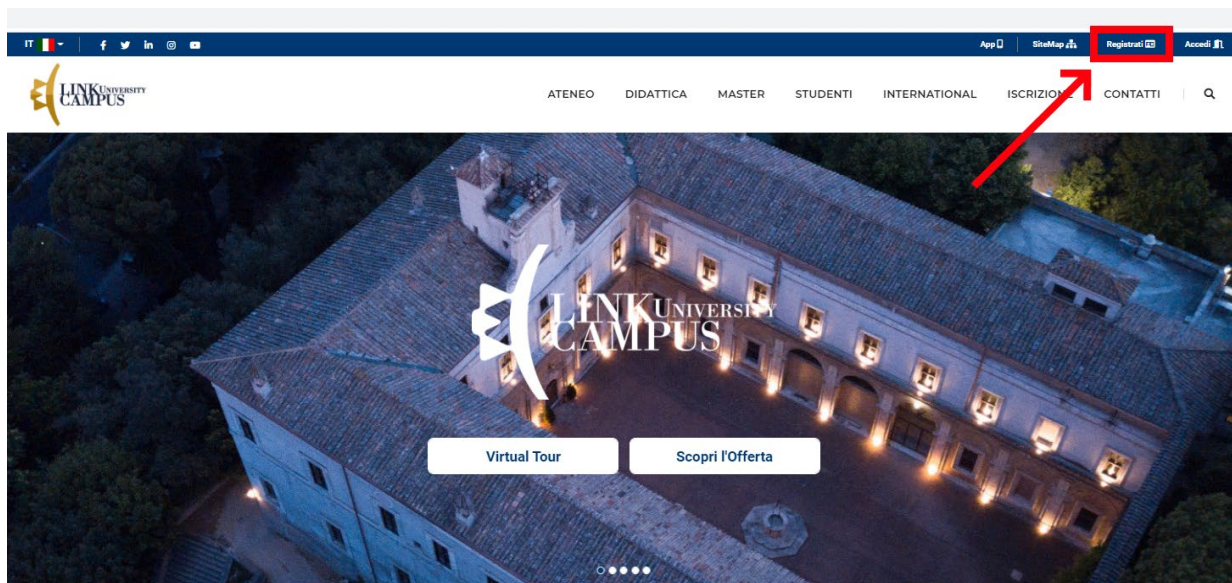 IT
App SiteMap Registrati Accedi
LINK UNIVERSITY
CAMPUS
ATENEO DIDATTICA MASTER STUDENTI INTERNATIONAL ISCRIZIONE CONTATTI
LINK UNIVERSITY
CAMPUS
Virtual Tour Scopri l'Offerta